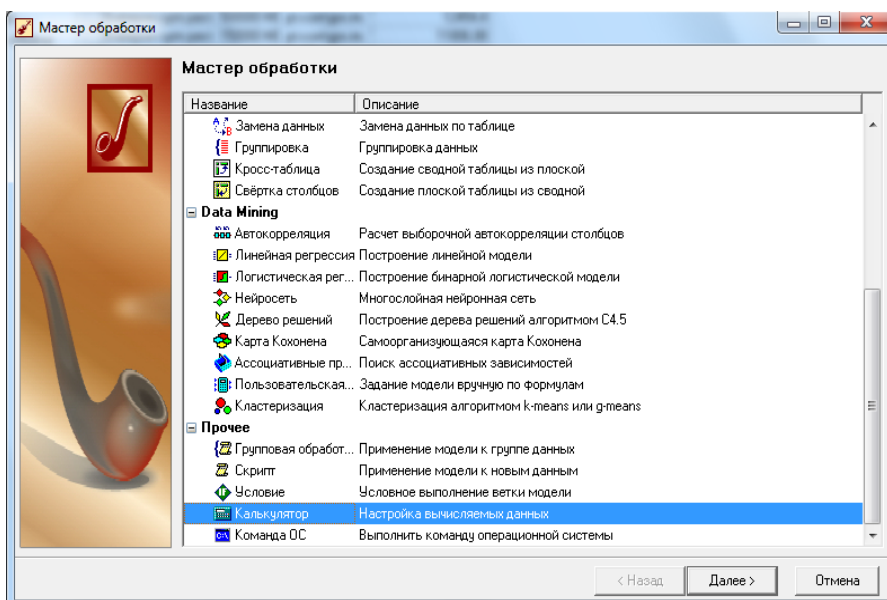 Мастер обработки
Мастер обработки
Название Описание
Замена данных Замена данных по таблице
Группировка Группировка данных
Кросс-таблица Создание сводной таблицы из плоской
Свёртка столбцов Создание плоской таблицы из сводной
Data Mining
Автокорреляция Расчет выборочной автокорреляции столбцов
Линейная регрессия Построение линейной модели
Логистическая рег... Построение бинарной логистической модели
Нейросеть Многослойная нейронная сеть
Дерево решений Построение дерева решений алгоритмом C4.5
Карта Кохонена Самоорганизующаяся карта Кохонена
Ассоциативные пр... Поиск ассоциативных зависимостей
Пользовательская... Задание модели вручную по формулам
Кластеризация Кластеризация алгоритмом k-means или g-means
Прочее
Групповая обработ... Применение модели к группе данных
Скрипт Применение модели к новым данным
Условие Условное выполнение ветки модели
Калькулятор Настройка вычисляемых данных
Команда ОС Выполнить команду операционной системы
< Назад Далее > Отмена